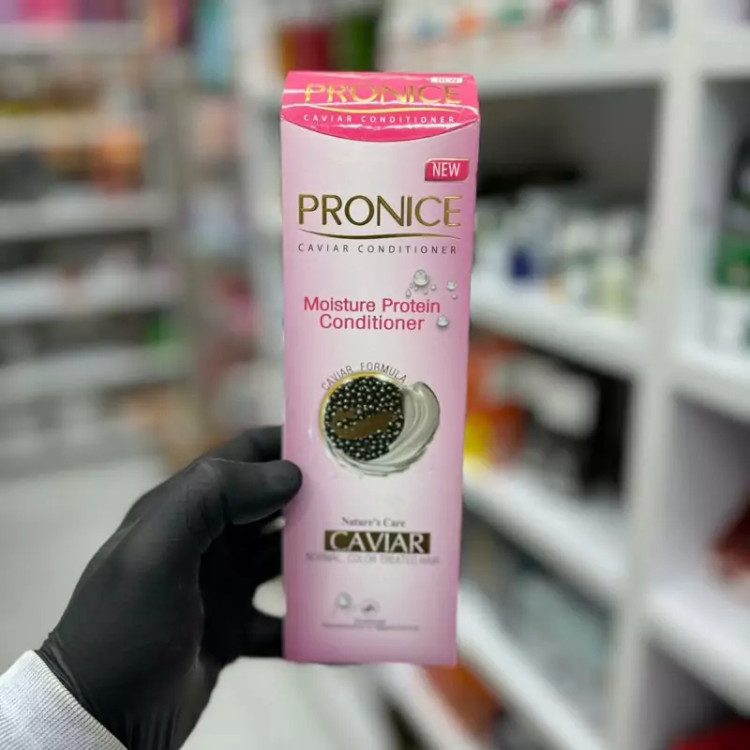 NEW
PRONICE
CAVIAR CONDITIONER
NEW
PRONICE
CAVIAR CONDITIONER
Moisture Protein
Conditioner
CAVIAR FORMULA
Nature's Care
CAVIAR
NORMAL - COLOR TREATED HAIR